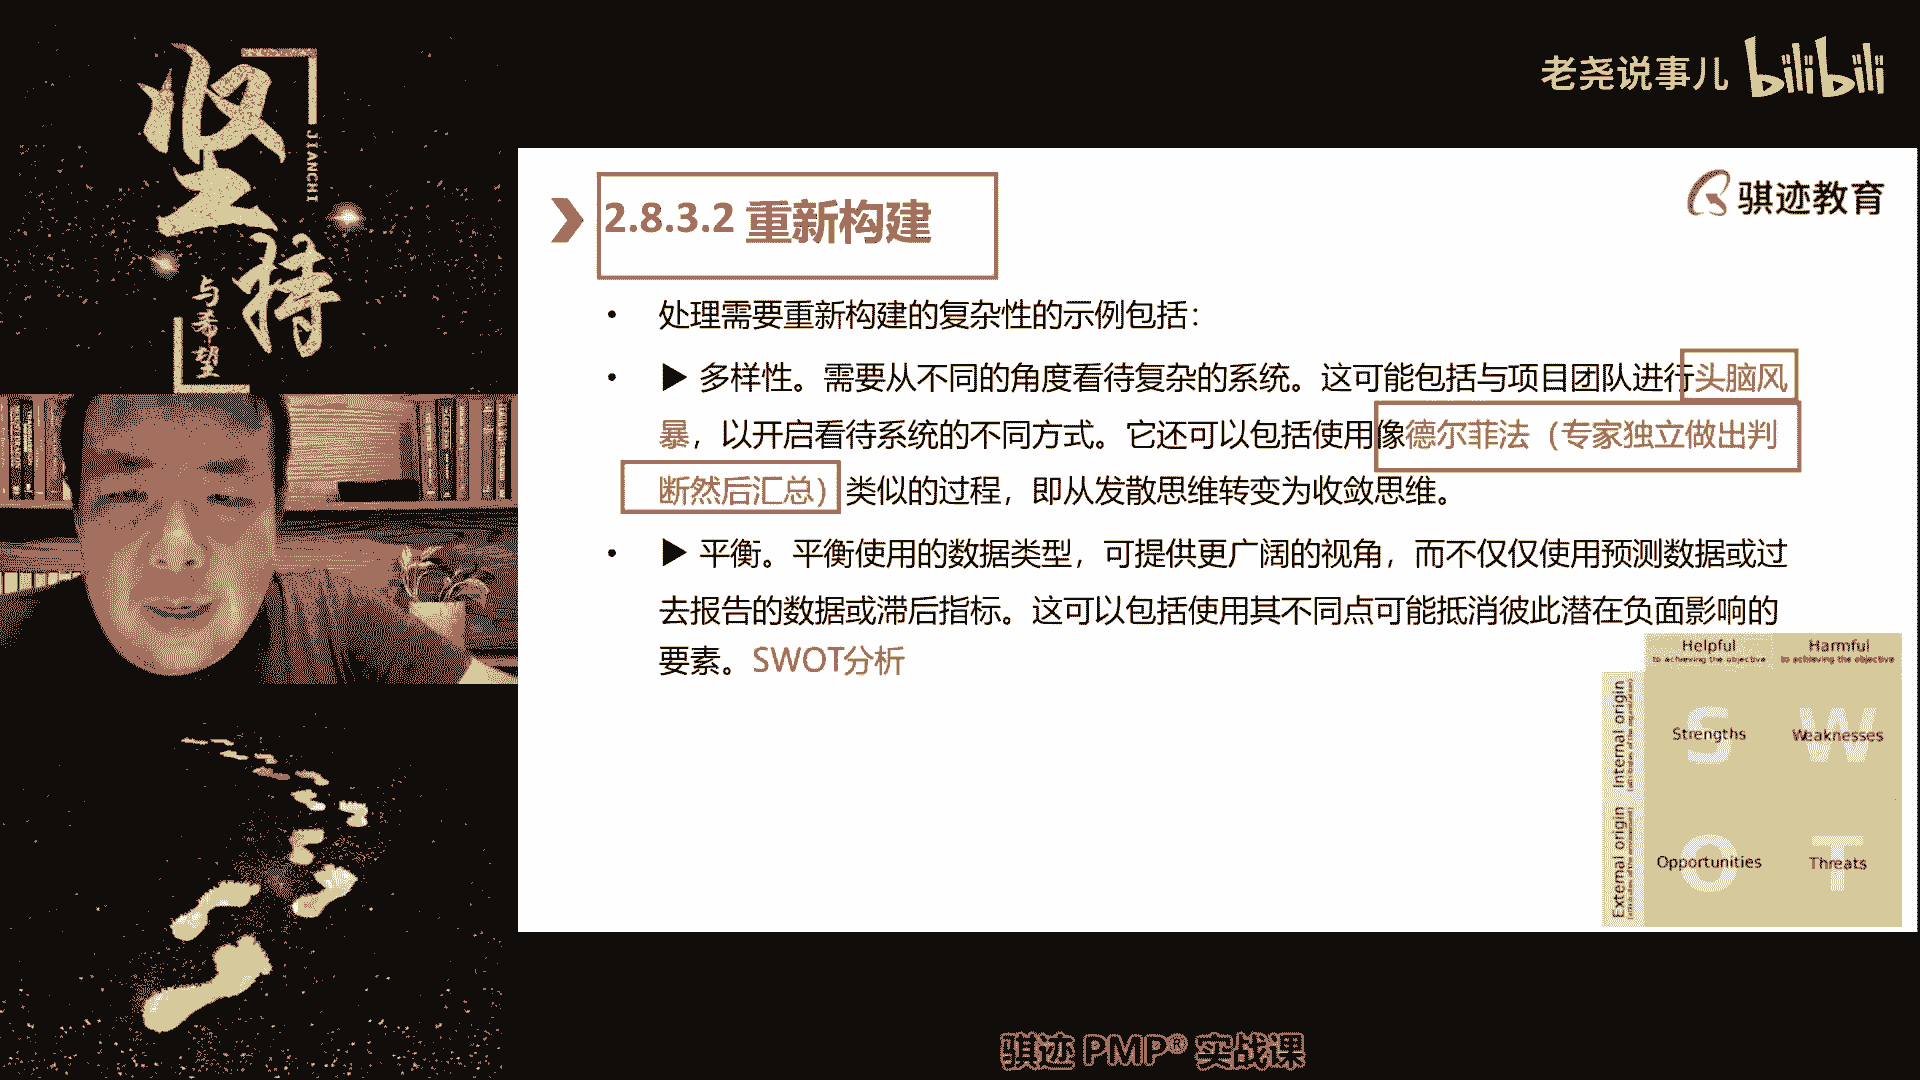 坚持
JIANCHI
与希望
老尧说事儿 bilibili
骐迹教育
2.8.3.2 重新构建
• 处理需要重新构建的复杂性的示例包括：
• ▶ 多样性。需要从不同的角度看待复杂的系统。这可能包括与项目团队进行头脑风
暴，以开启看待系统的不同方式。它还可以包括使用像德尔菲法（专家独立做出判
断然后汇总）类似的过程，即从发散思维转变为收敛思维。
• ▶ 平衡。平衡使用的数据类型，可提供更广阔的视角，而不仅仅使用预测数据或过
去报告的数据或滞后指标。这可以包括使用其不同点可能抵消彼此潜在负面影响的
要素。SWOT分析
Helpful
to achieving the objective
Harmful
to achieving the objective
Internal origin
S
Strengths
W
Weaknesses
External origin
O
Opportunities
T
Threats
骐迹 PMP® 实战课